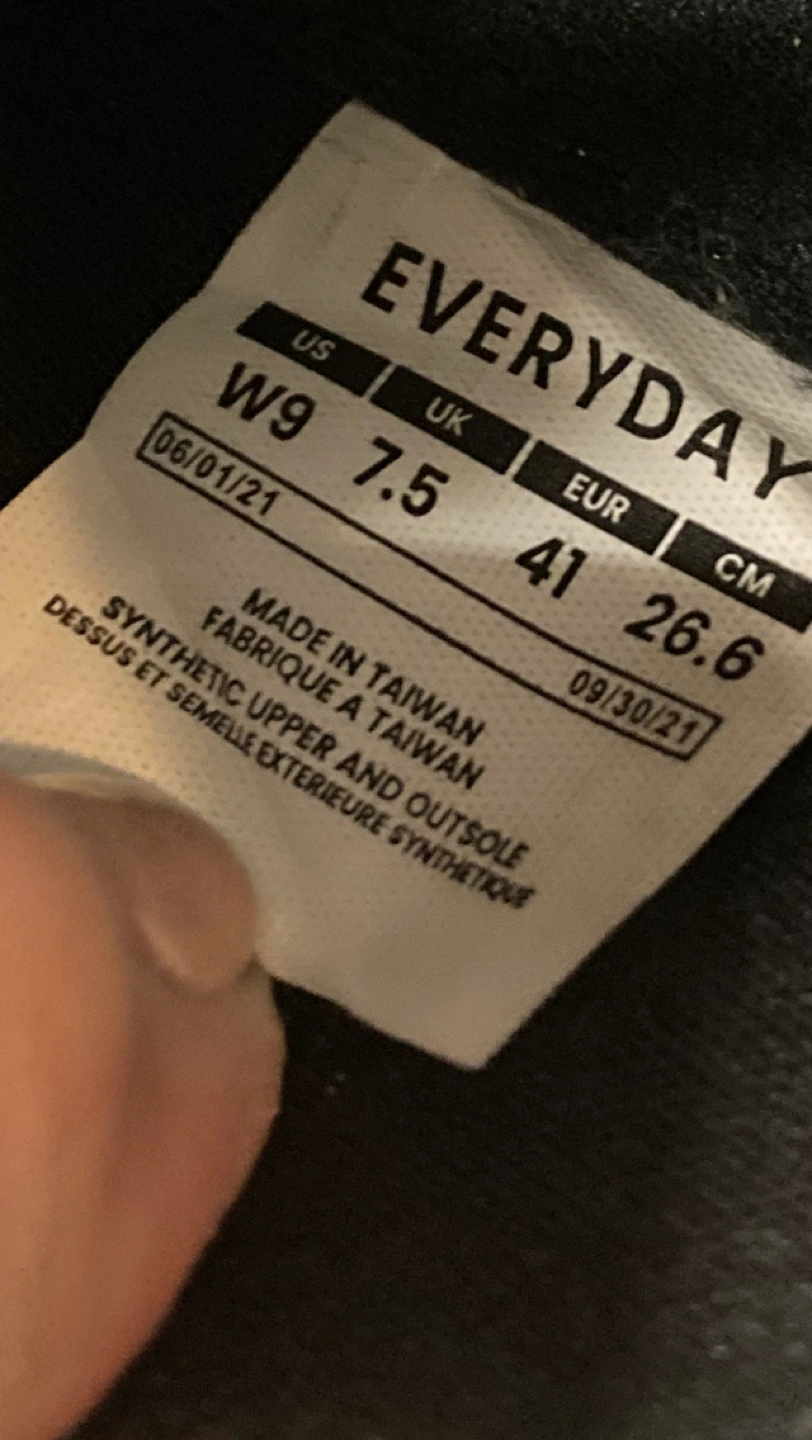 EVERYDAY
US UK EUR CM
W9 7.5 41 26.6
06/01/21 09/30/21
MADE IN TAIWAN
FABRIQUE A TAIWAN
SYNTHETIC UPPER AND OUTSOLE
DESSUS ET SEMELLE EXTERIEURE SYNTHETIQUE